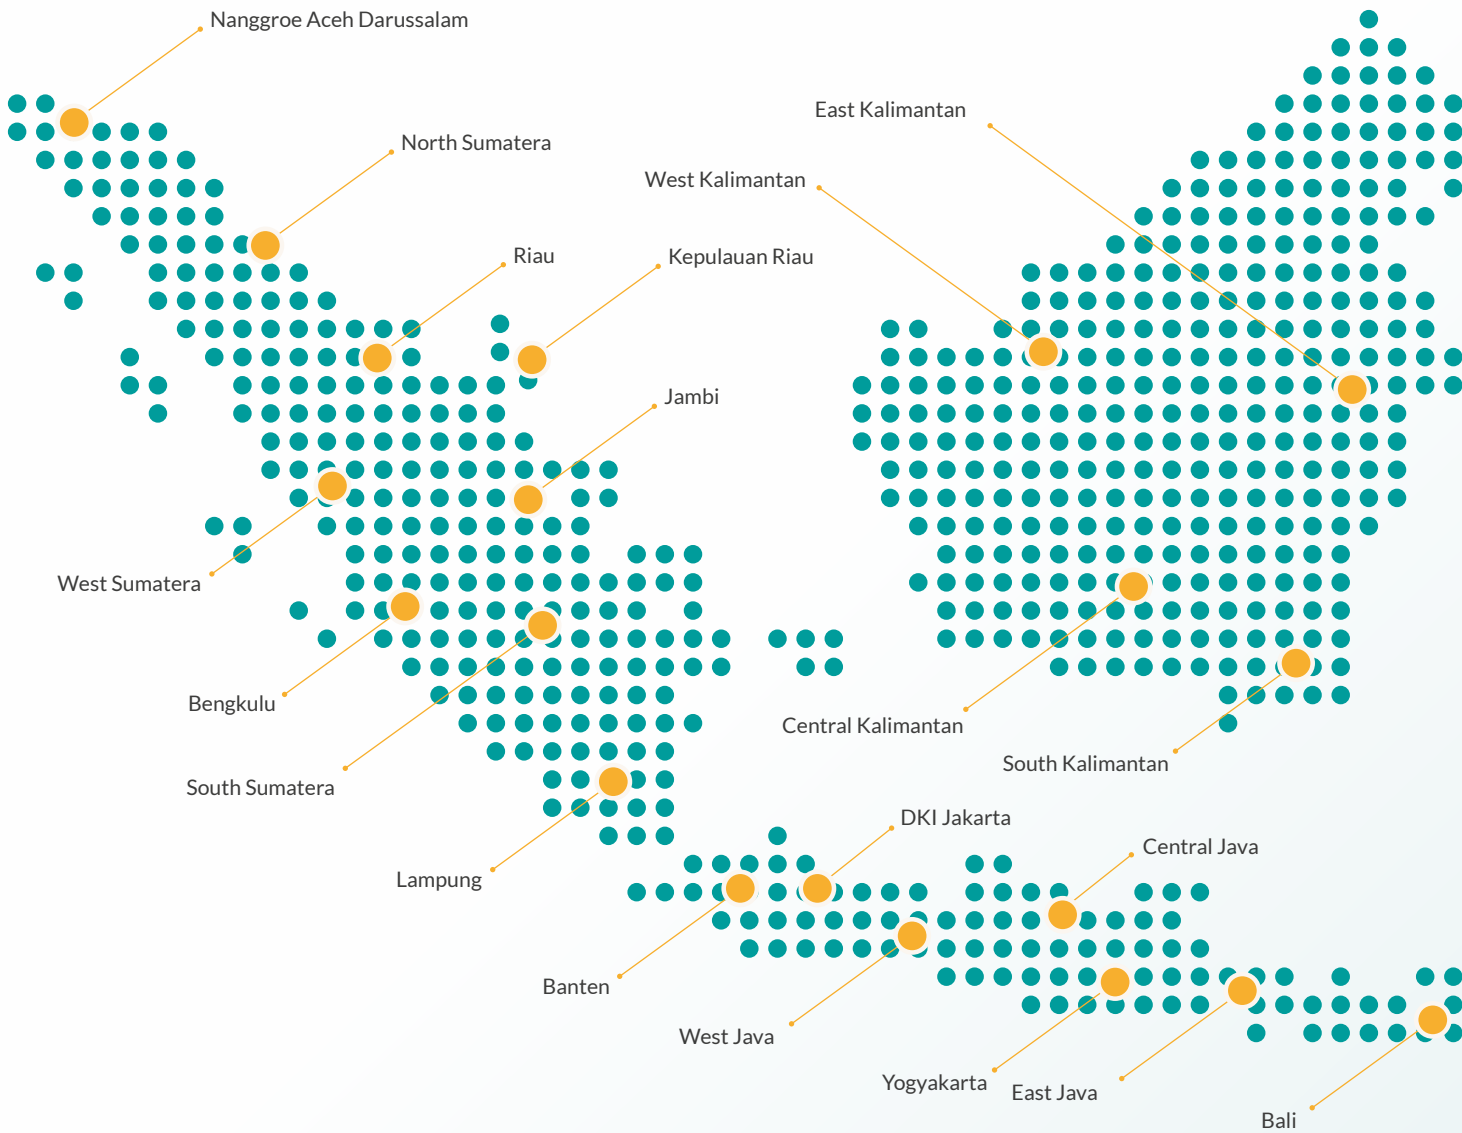 Nanggroe Aceh Darussalam
North Sumatera
East Kalimantan
West Kalimantan
Riau
Kepulauan Riau
Jambi
West Sumatera
Bengkulu
South Sumatera
Central Kalimantan
South Kalimantan
Lampung
DKI Jakarta
Central Java
Banten
West Java
Yogyakarta
East Java
Bali